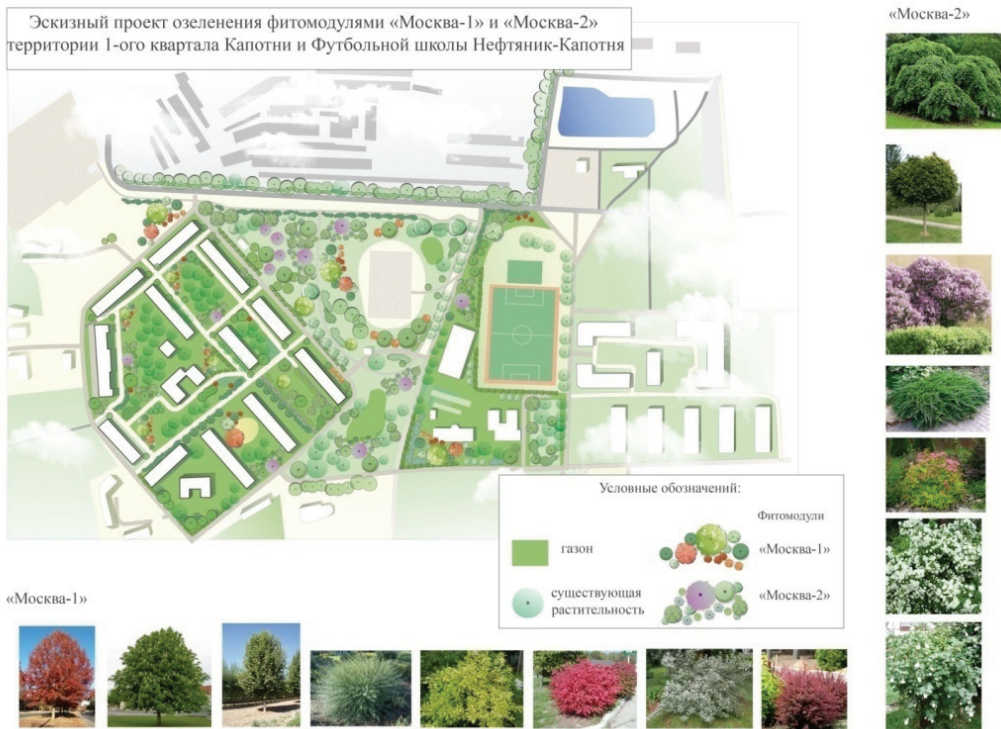 Эскизный проект озеленения фитомодулями «Москва-1» и «Москва-2»
территории 1-ого квартала Капотни и Футбольной школы Нефтяник-Капотня
«Москва-2»
Условные обозначений:
Фитомодули
газон
«Москва-1»
существующая
растительность
«Москва-2»
«Москва-1»